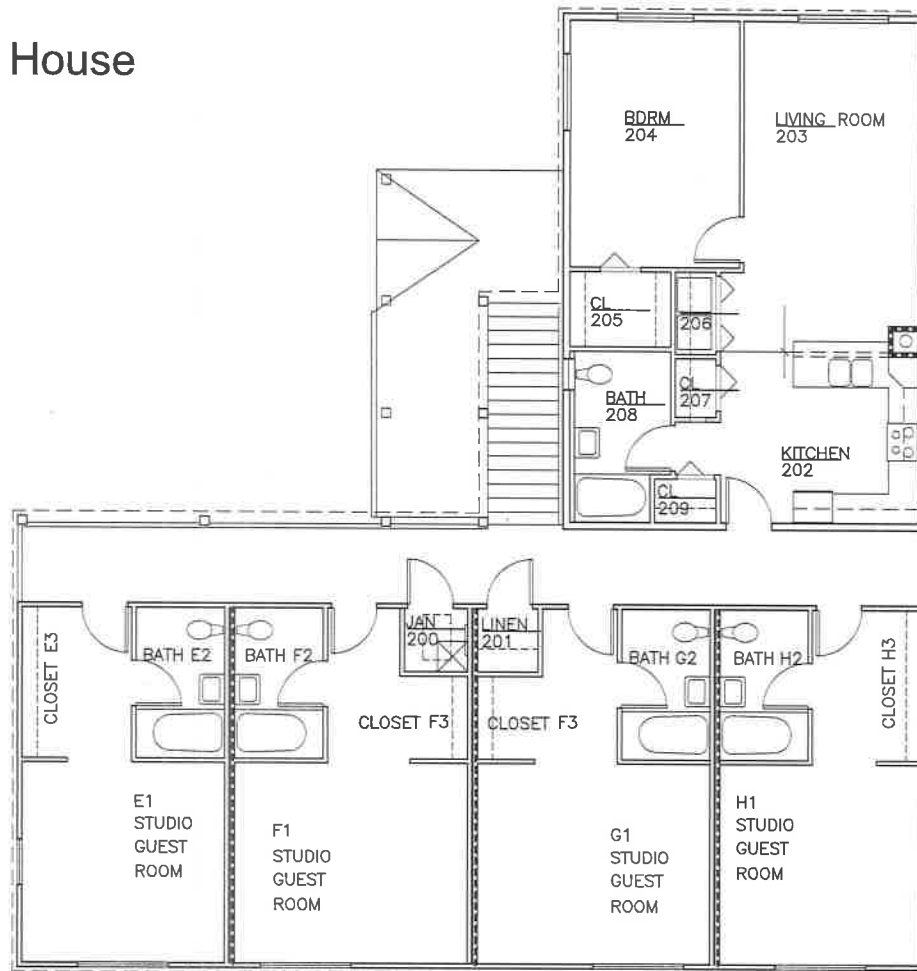 House
BDRM
204
LIVING ROOM
203
CL
205
206
CL
207
BATH
208
KITCHEN
202
CL
209
JAN
200
LINEN
201
CLOSET E3
BATH E2
BATH F2
CLOSET F3
CLOSET F3
BATH G2
BATH H2
CLOSET H3
E1
STUDIO
GUEST
ROOM
F1
STUDIO
GUEST
ROOM
G1
STUDIO
GUEST
ROOM
H1
STUDIO
GUEST
ROOM